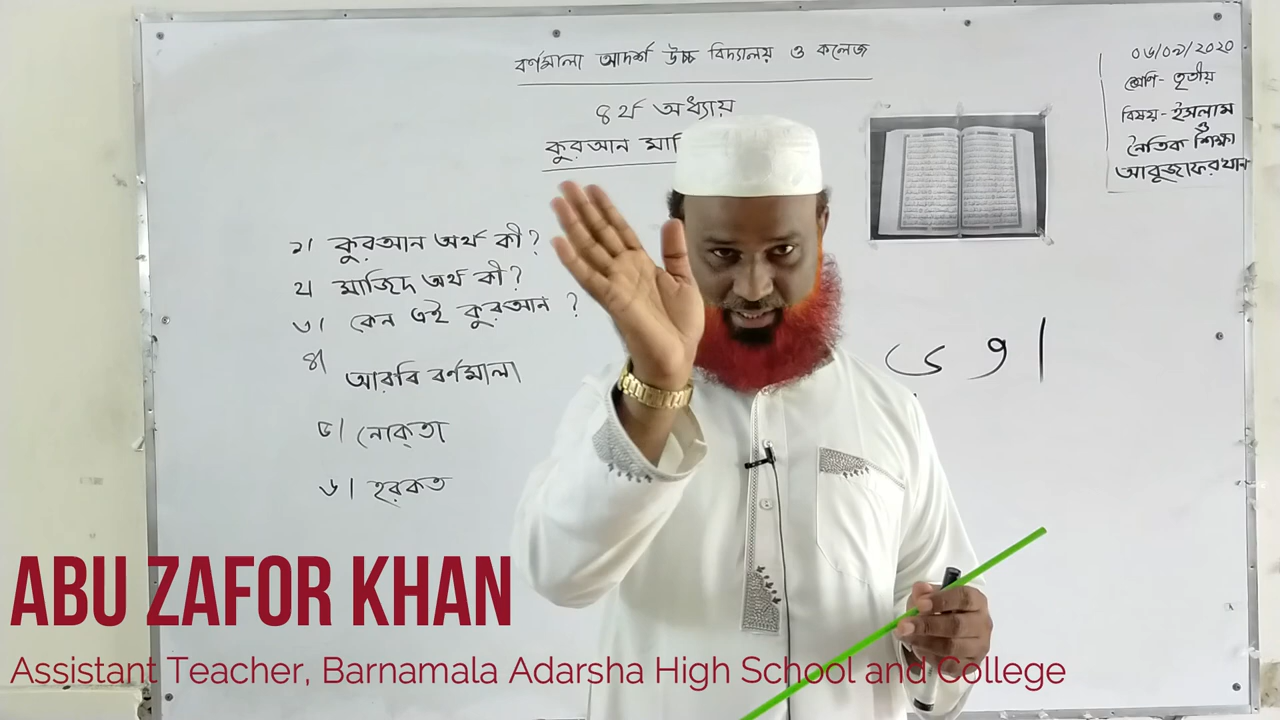 বর্ণমালা আদর্শ উচ্চ বিদ্যালয় ও কলেজ
৪র্থ অধ্যায়
কুরআন মা
০৬/০৭/২০২০
শ্রেণি - তৃতীয়
বিষয় - ইসলাম
ও
নৈতিক শিক্ষা
আবুজাফর খান
১। কুরআন অর্থ কী?
২। মাজিদ অর্থ কী?
৩। কেন এই কুরআন ?
৪। আরবি বর্ণমালা
৫। নোক্তা
৬। হরকত
ا و ى
ABU ZAFOR KHAN
Assistant Teacher, Barnamala Adarsha High School and College